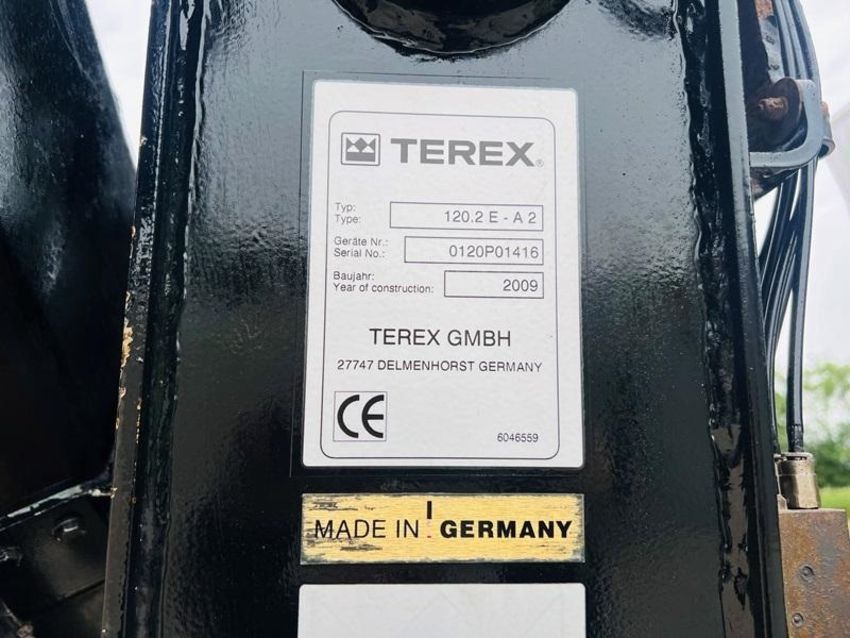 TEREX®
Typ:
Type: 120.2 E - A 2
Geräte Nr.:
Serial No.: 0120P01416
Baujahr:
Year of construction: 2009
TEREX GMBH
27747 DELMENHORST GERMANY
CE
6046559
MADE IN GERMANY